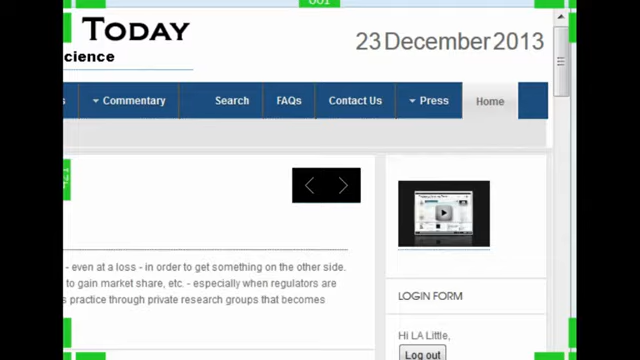 001
TODAY
23 December 2013
cience
s
Commentary
Search
FAQs
Contact Us
Press
Home
- even at a loss - in order to get something on the other side.
to gain market share, etc. - especially when regulators are
s practice through private research groups that becomes
LOGIN FORM
Hi LA Little,
Log out